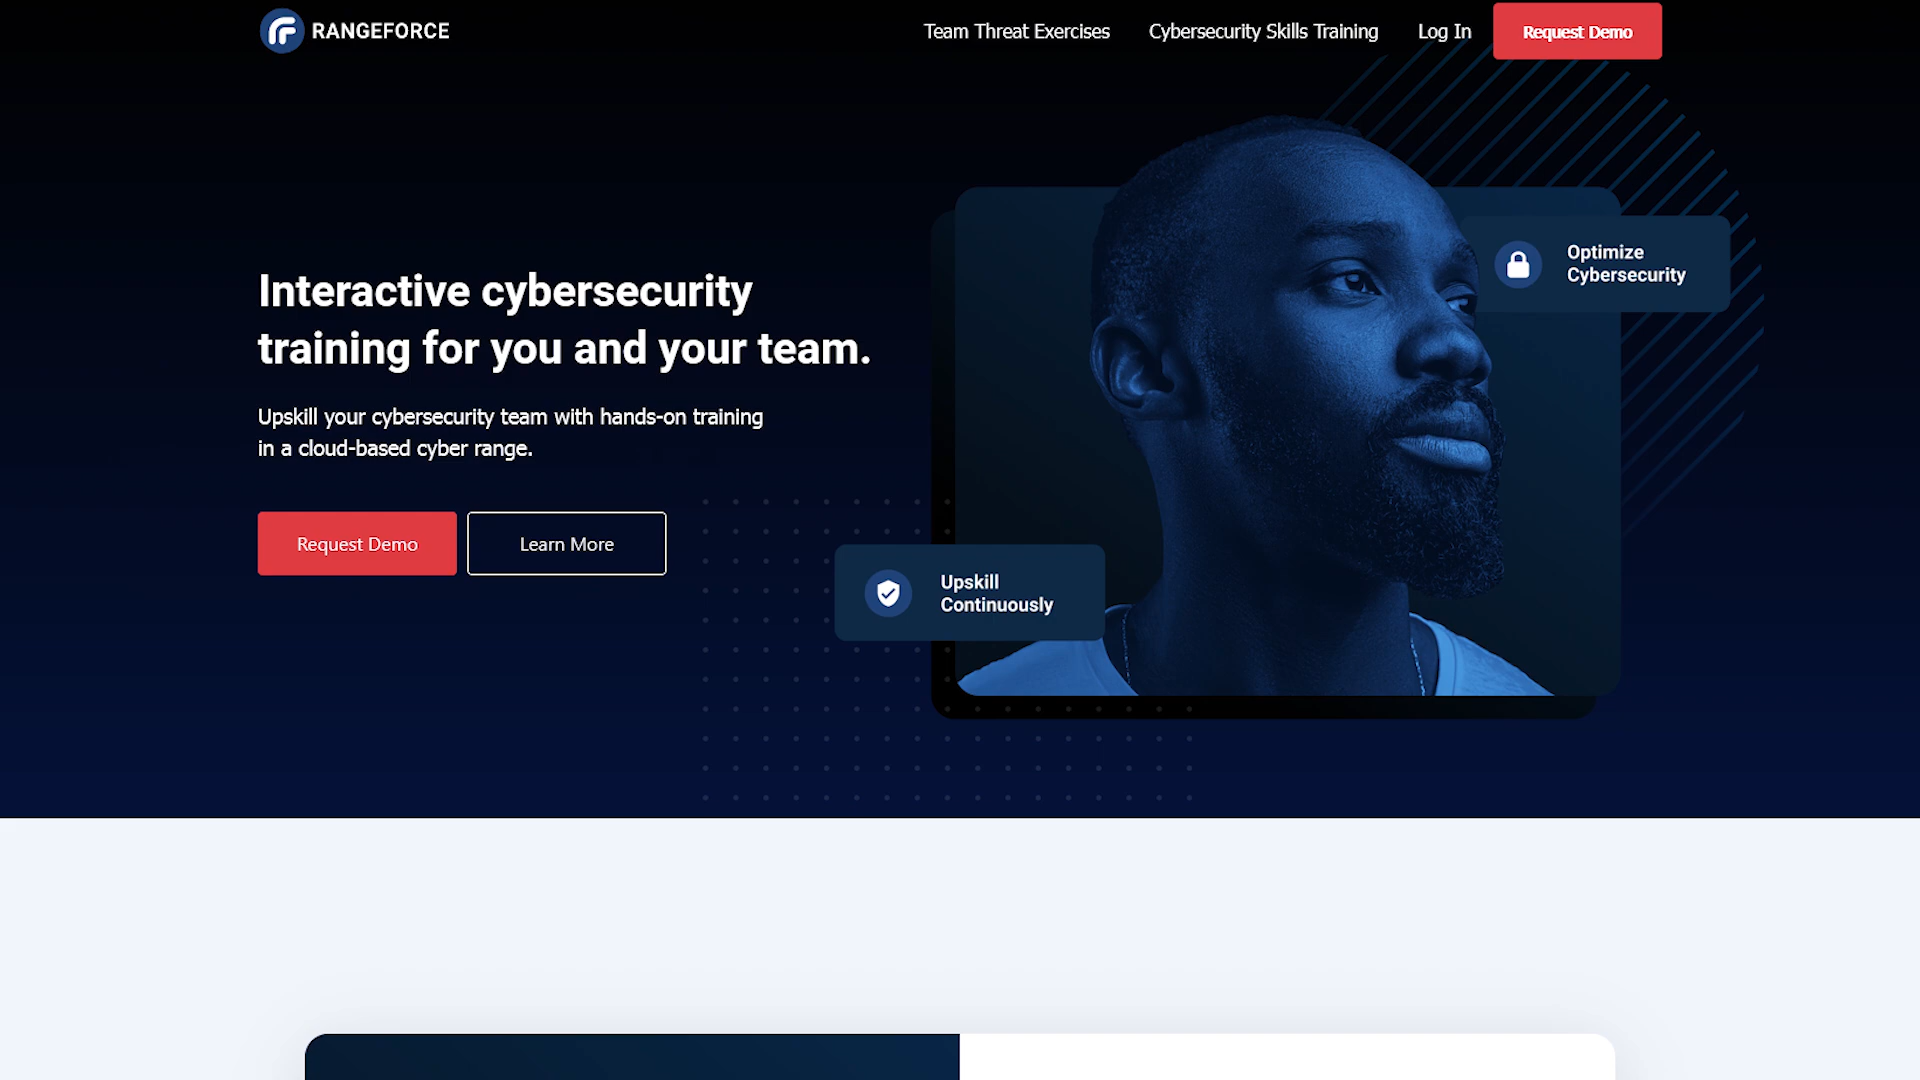 RANGEFORCE
Team Threat Exercises
Cybersecurity Skills Training
Log In
Request Demo
Interactive cybersecurity
training for you and your team.
Upskill your cybersecurity team with hands-on training
in a cloud-based cyber range.
Request Demo
Learn More
Optimize
Cybersecurity
Upskill
Continuously